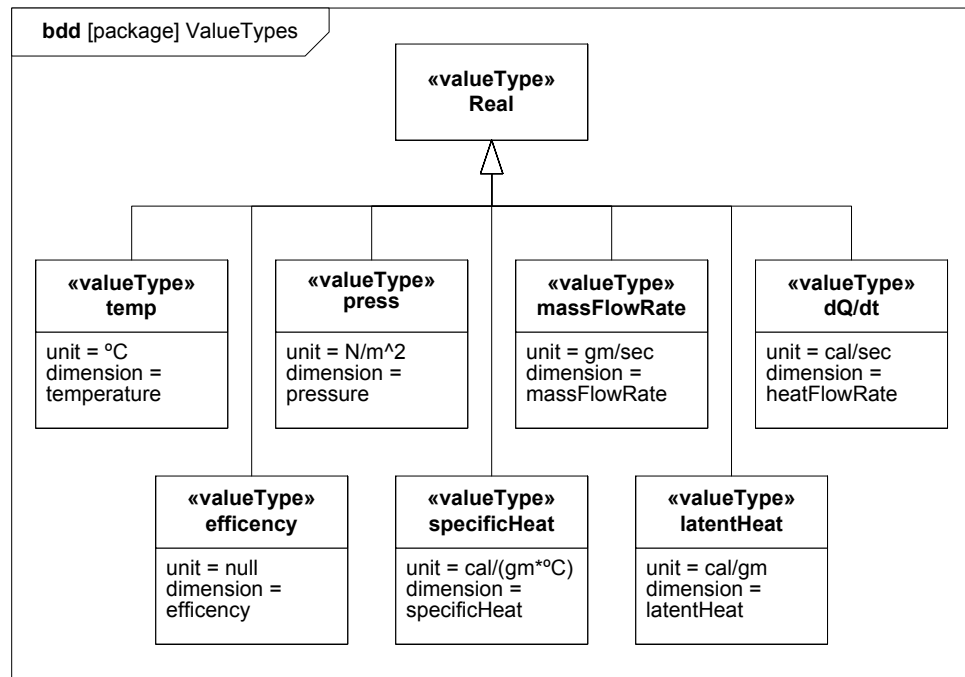 bdd [package] ValueTypes
«valueType»
Real
«valueType»
temp
unit = ºC
dimension =
temperature
«valueType»
press
unit = N/m^2
dimension =
pressure
«valueType»
massFlowRate
unit = gm/sec
dimension =
massFlowRate
«valueType»
dQ/dt
unit = cal/sec
dimension =
heatFlowRate
«valueType»
efficency
unit = null
dimension =
efficency
«valueType»
specificHeat
unit = cal/(gm*ºC)
dimension =
specificHeat
«valueType»
latentHeat
unit = cal/gm
dimension =
latentHeat